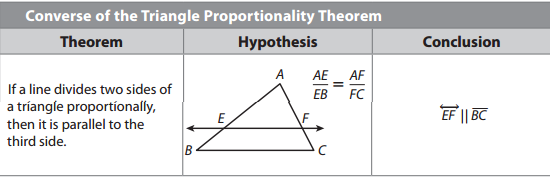 Converse of the Triangle Proportionality Theorem
Theorem Hypothesis Conclusion
If a line divides two sides of
a triangle proportionally,
then it is parallel to the
third side.
A
E F
B C
AE/EB = AF/FC
EF || BC